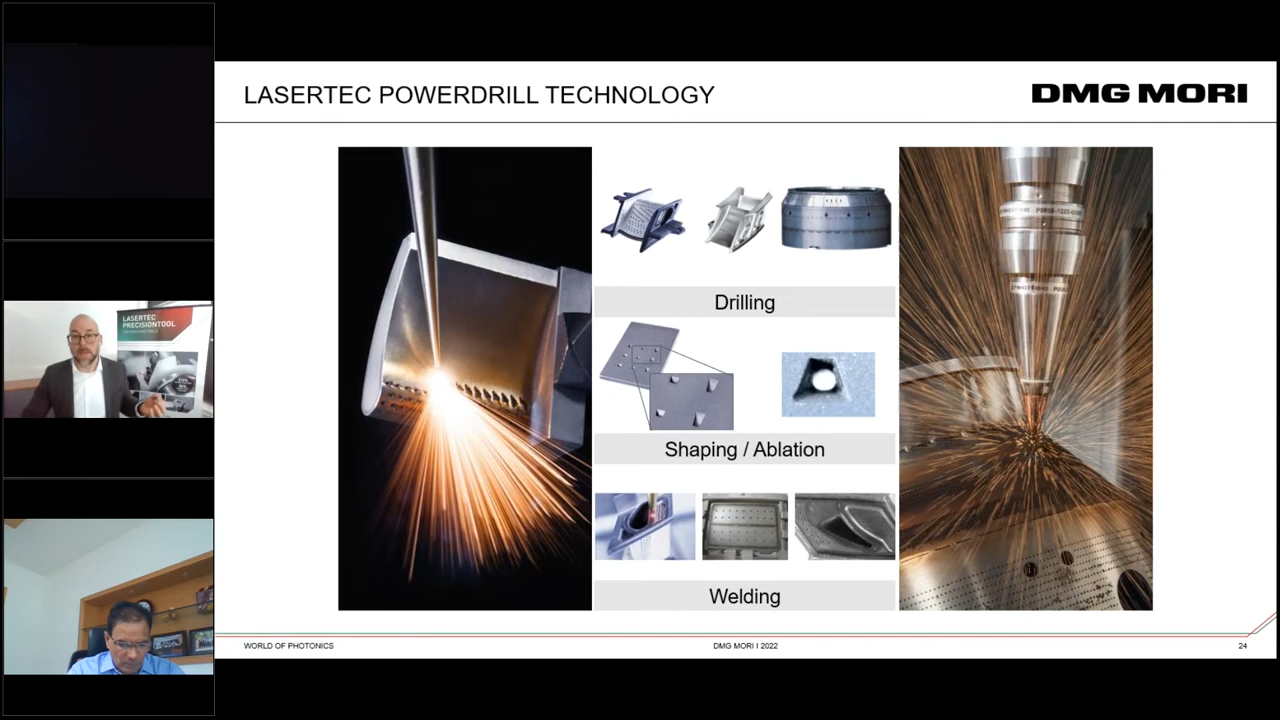 LASERTEC POWERDRILL TECHNOLOGY
DMG MORI
LASERTEC
PRECISIONTOOL
Drilling
Shaping / Ablation
Welding
WORLD OF PHOTONICS
DMG MORI I 2022
24